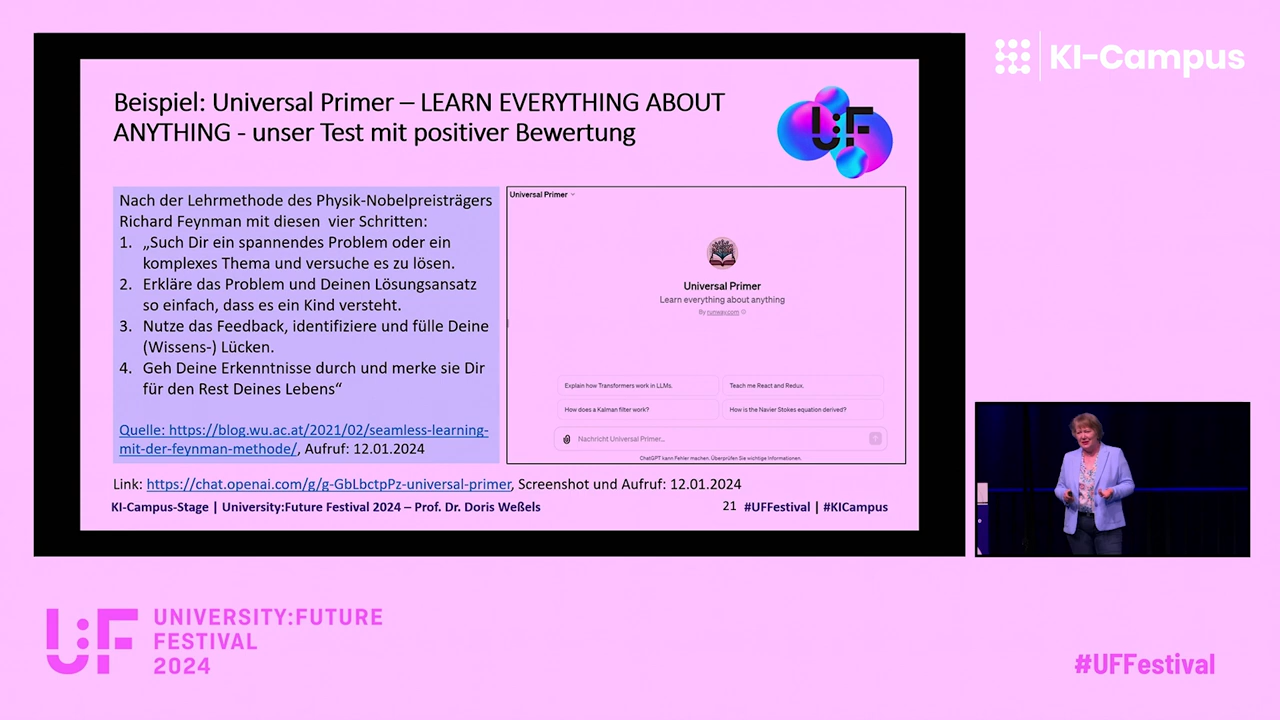 KI-Campus
Beispiel: Universal Primer – LEARN EVERYTHING ABOUT
ANYTHING - unser Test mit positiver Bewertung
U:F
Nach der Lehrmethode des Physik-Nobelpreisträgers
Richard Feynman mit diesen vier Schritten:
1. „Such Dir ein spannendes Problem oder ein
komplexes Thema und versuche es zu lösen.
2. Erkläre das Problem und Deinen Lösungsansatz
so einfach, dass es ein Kind versteht.
3. Nutze das Feedback, identifiziere und fülle Deine
(Wissens-) Lücken.
4. Geh Deine Erkenntnisse durch und merke sie Dir
für den Rest Deines Lebens“
Quelle: https://blog.wu.ac.at/2021/02/seamless-learning-
mit-der-feynman-methode/, Aufruf: 12.01.2024
Universal Primer
Universal Primer
Learn everything about anything
By runway.com
Explain how Transformers work in LLMs.
Teach me React and Redux.
How does a Kalman filter work?
How is the Navier Stokes equation derived?
Nachricht Universal Primer...
ChatGPT kann Fehler machen. Überprüfen Sie wichtige Informationen.
Link: https://chat.openai.com/g/g-GbLbctpPz-universal-primer, Screenshot und Aufruf: 12.01.2024
KI-Campus-Stage | University:Future Festival 2024 – Prof. Dr. Doris Weßels
21
#UFFestival | #KICampus
U:F
UNIVERSITY:FUTURE
FESTIVAL
2024
#UFFestival